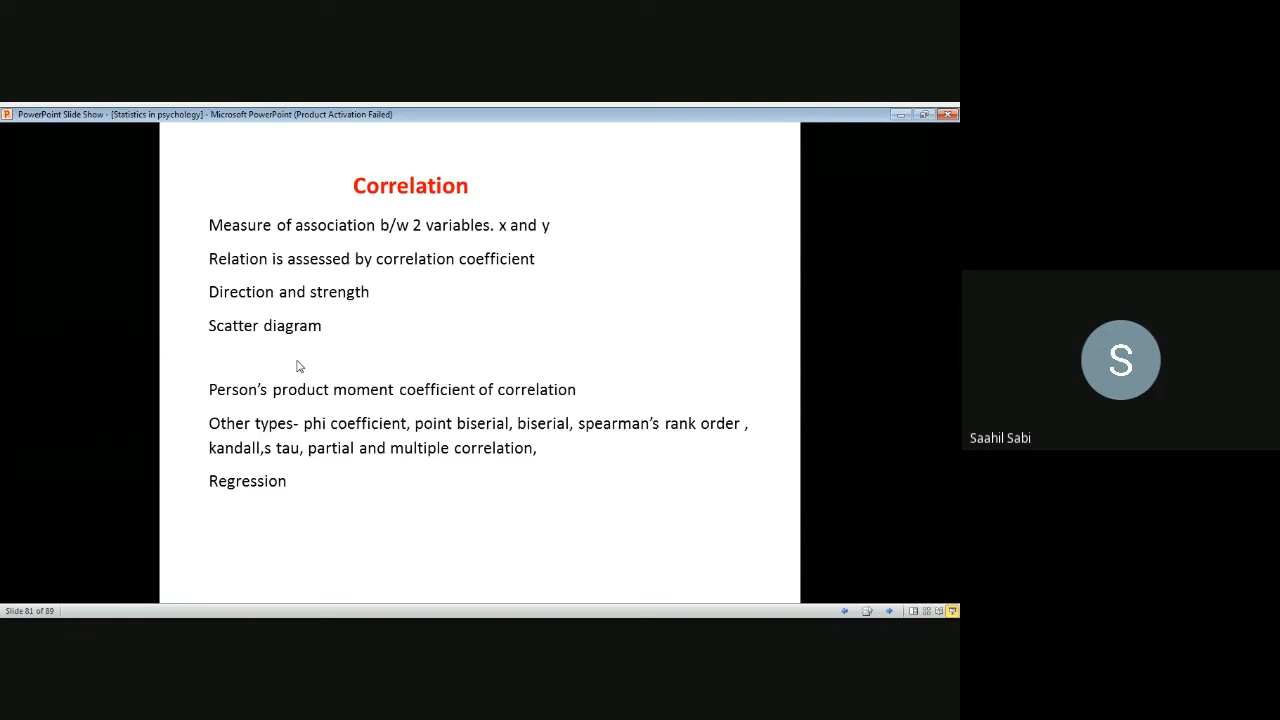 PowerPoint Slide Show - [Statistics in psychology] - Microsoft PowerPoint (Product Activation Failed)
Correlation
Measure of association b/w 2 variables. x and y
Relation is assessed by correlation coefficient
Direction and strength
Scatter diagram
Person’s product moment coefficient of correlation
Other types- phi coefficient, point biserial, biserial, spearman’s rank order ,
kandall,s tau, partial and multiple correlation,
Regression
S
Saahil Sabi
Slide 81 of 89